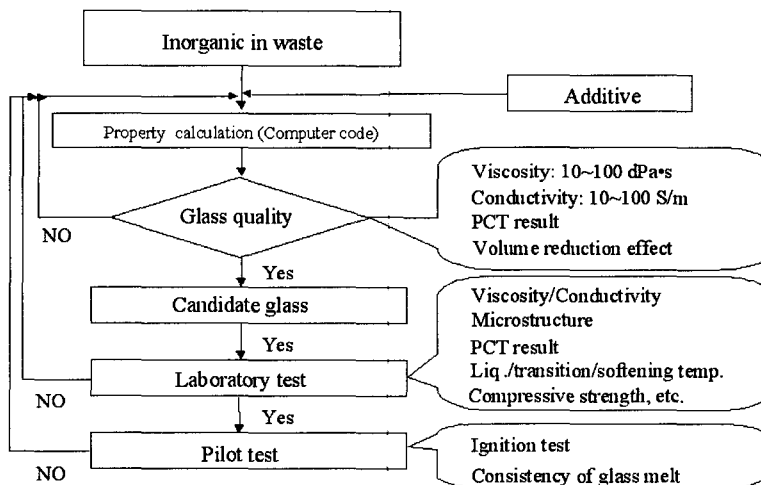 Inorganic in waste
Additive
Property calculation (Computer code)
Viscosity: 10~100 dPa•s
Conductivity: 10~100 S/m
PCT result
Volume reduction effect
Glass quality
NO
Yes
Candidate glass
Yes
Viscosity/Conductivity
Microstructure
PCT result
Liq./transition/softening temp.
Compressive strength, etc.
Laboratory test
NO
Yes
Pilot test
NO
Ignition test
Consistency of glass melt